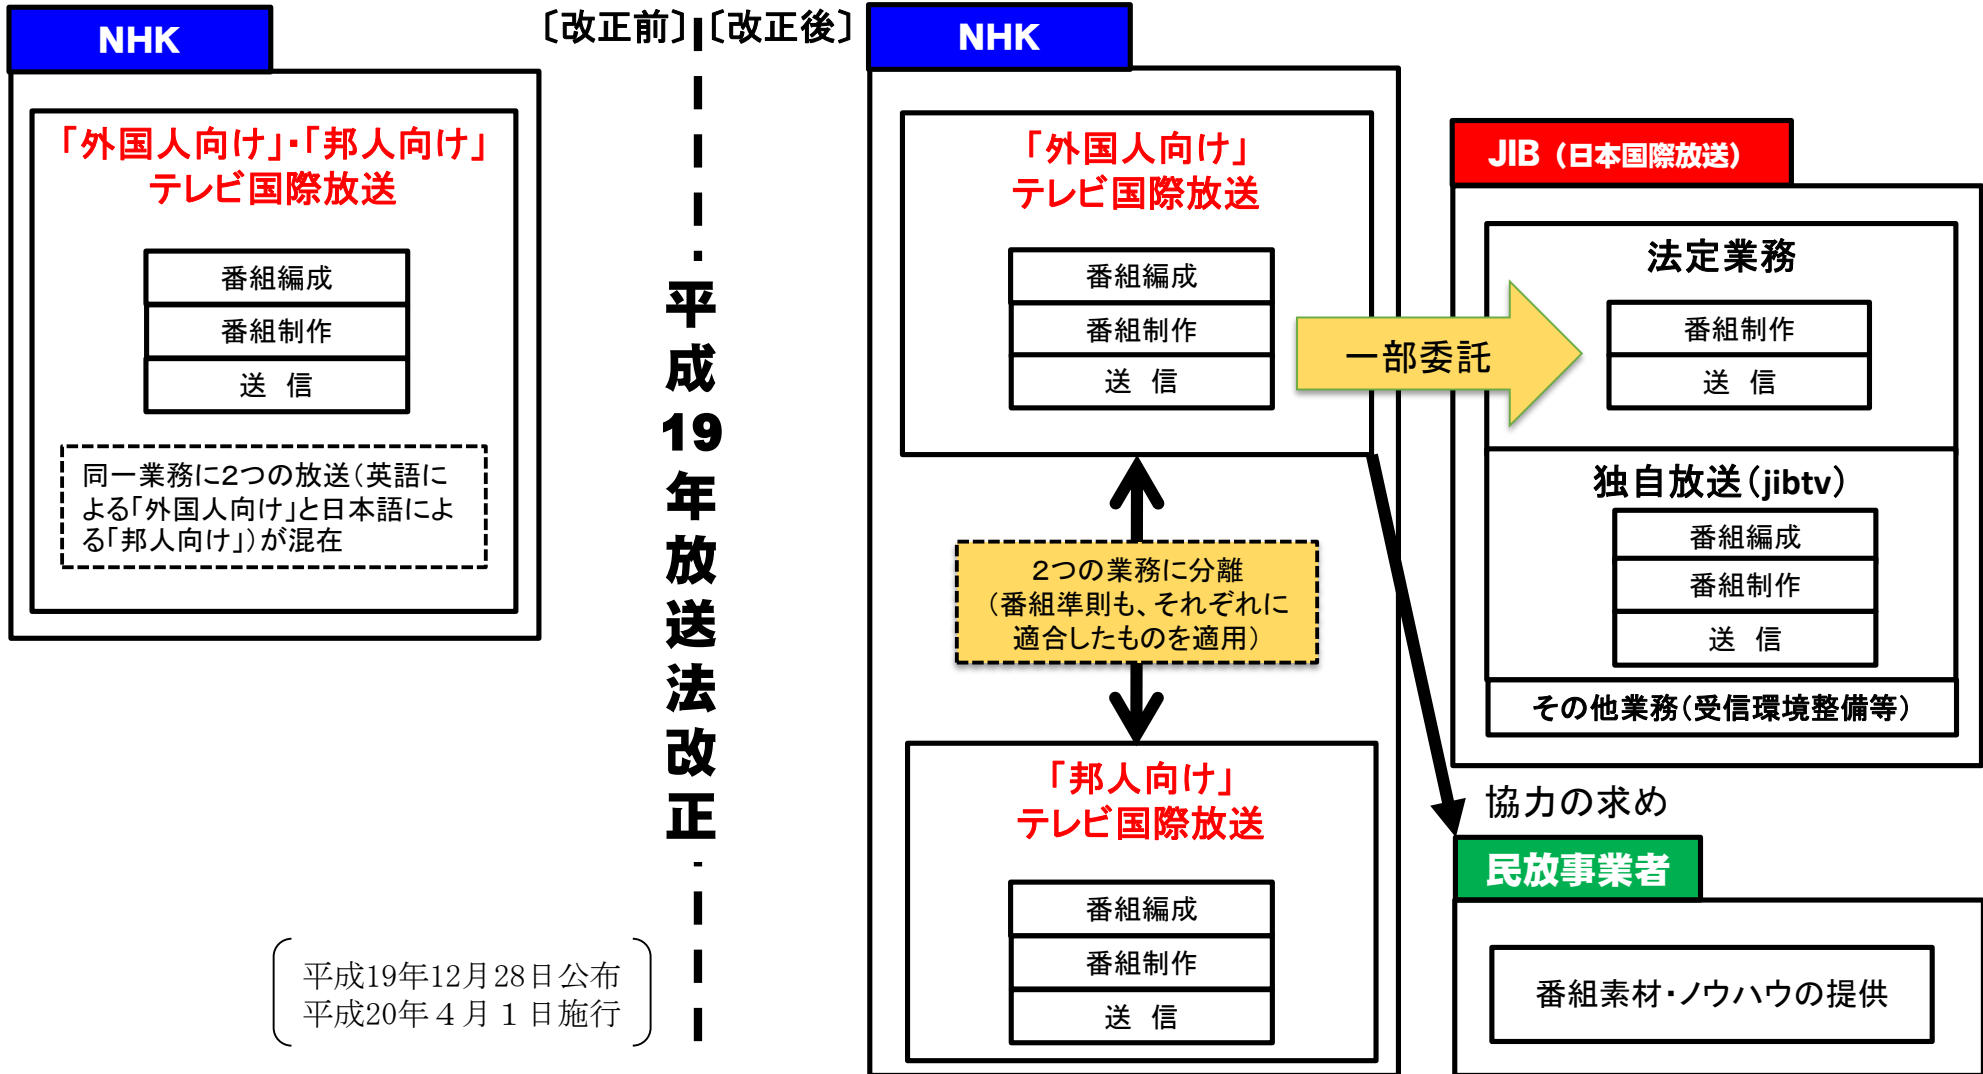 〔改正前〕
〔改正後〕
NHK
「外国人向け」・「邦人向け」
テレビ国際放送
番組編成
番組制作
送 信
同一業務に2つの放送(英語に
よる「外国人向け」と日本語によ
る「邦人向け」)が混在
平成19年放送法改正
平成19年12月28日公布
平成20年４月１日施行
NHK
「外国人向け」
テレビ国際放送
番組編成
番組制作
送 信
一部委託
2つの業務に分離
(番組準則も、それぞれに
適合したものを適用)
「邦人向け」
テレビ国際放送
番組編成
番組制作
送 信
JIB(日本国際放送)
法定業務
番組制作
送 信
独自放送(jibtv)
番組編成
番組制作
送 信
その他業務(受信環境整備等)
協力の求め
民放事業者
番組素材・ノウハウの提供